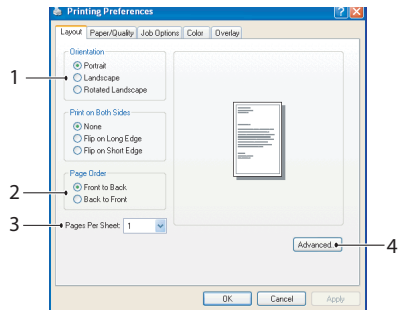 Printing Preferences
Layout Paper/Quality Job Options Color Overlay
Orientation
Portrait
1 Landscape
Rotated Landscape
Print on Both Sides
None
Flip on Long Edge
Flip on Short Edge
Page Order
2 Front to Back
Back to Front
3 Pages Per Sheet: 1
Advanced.. 4
OK Cancel Apply